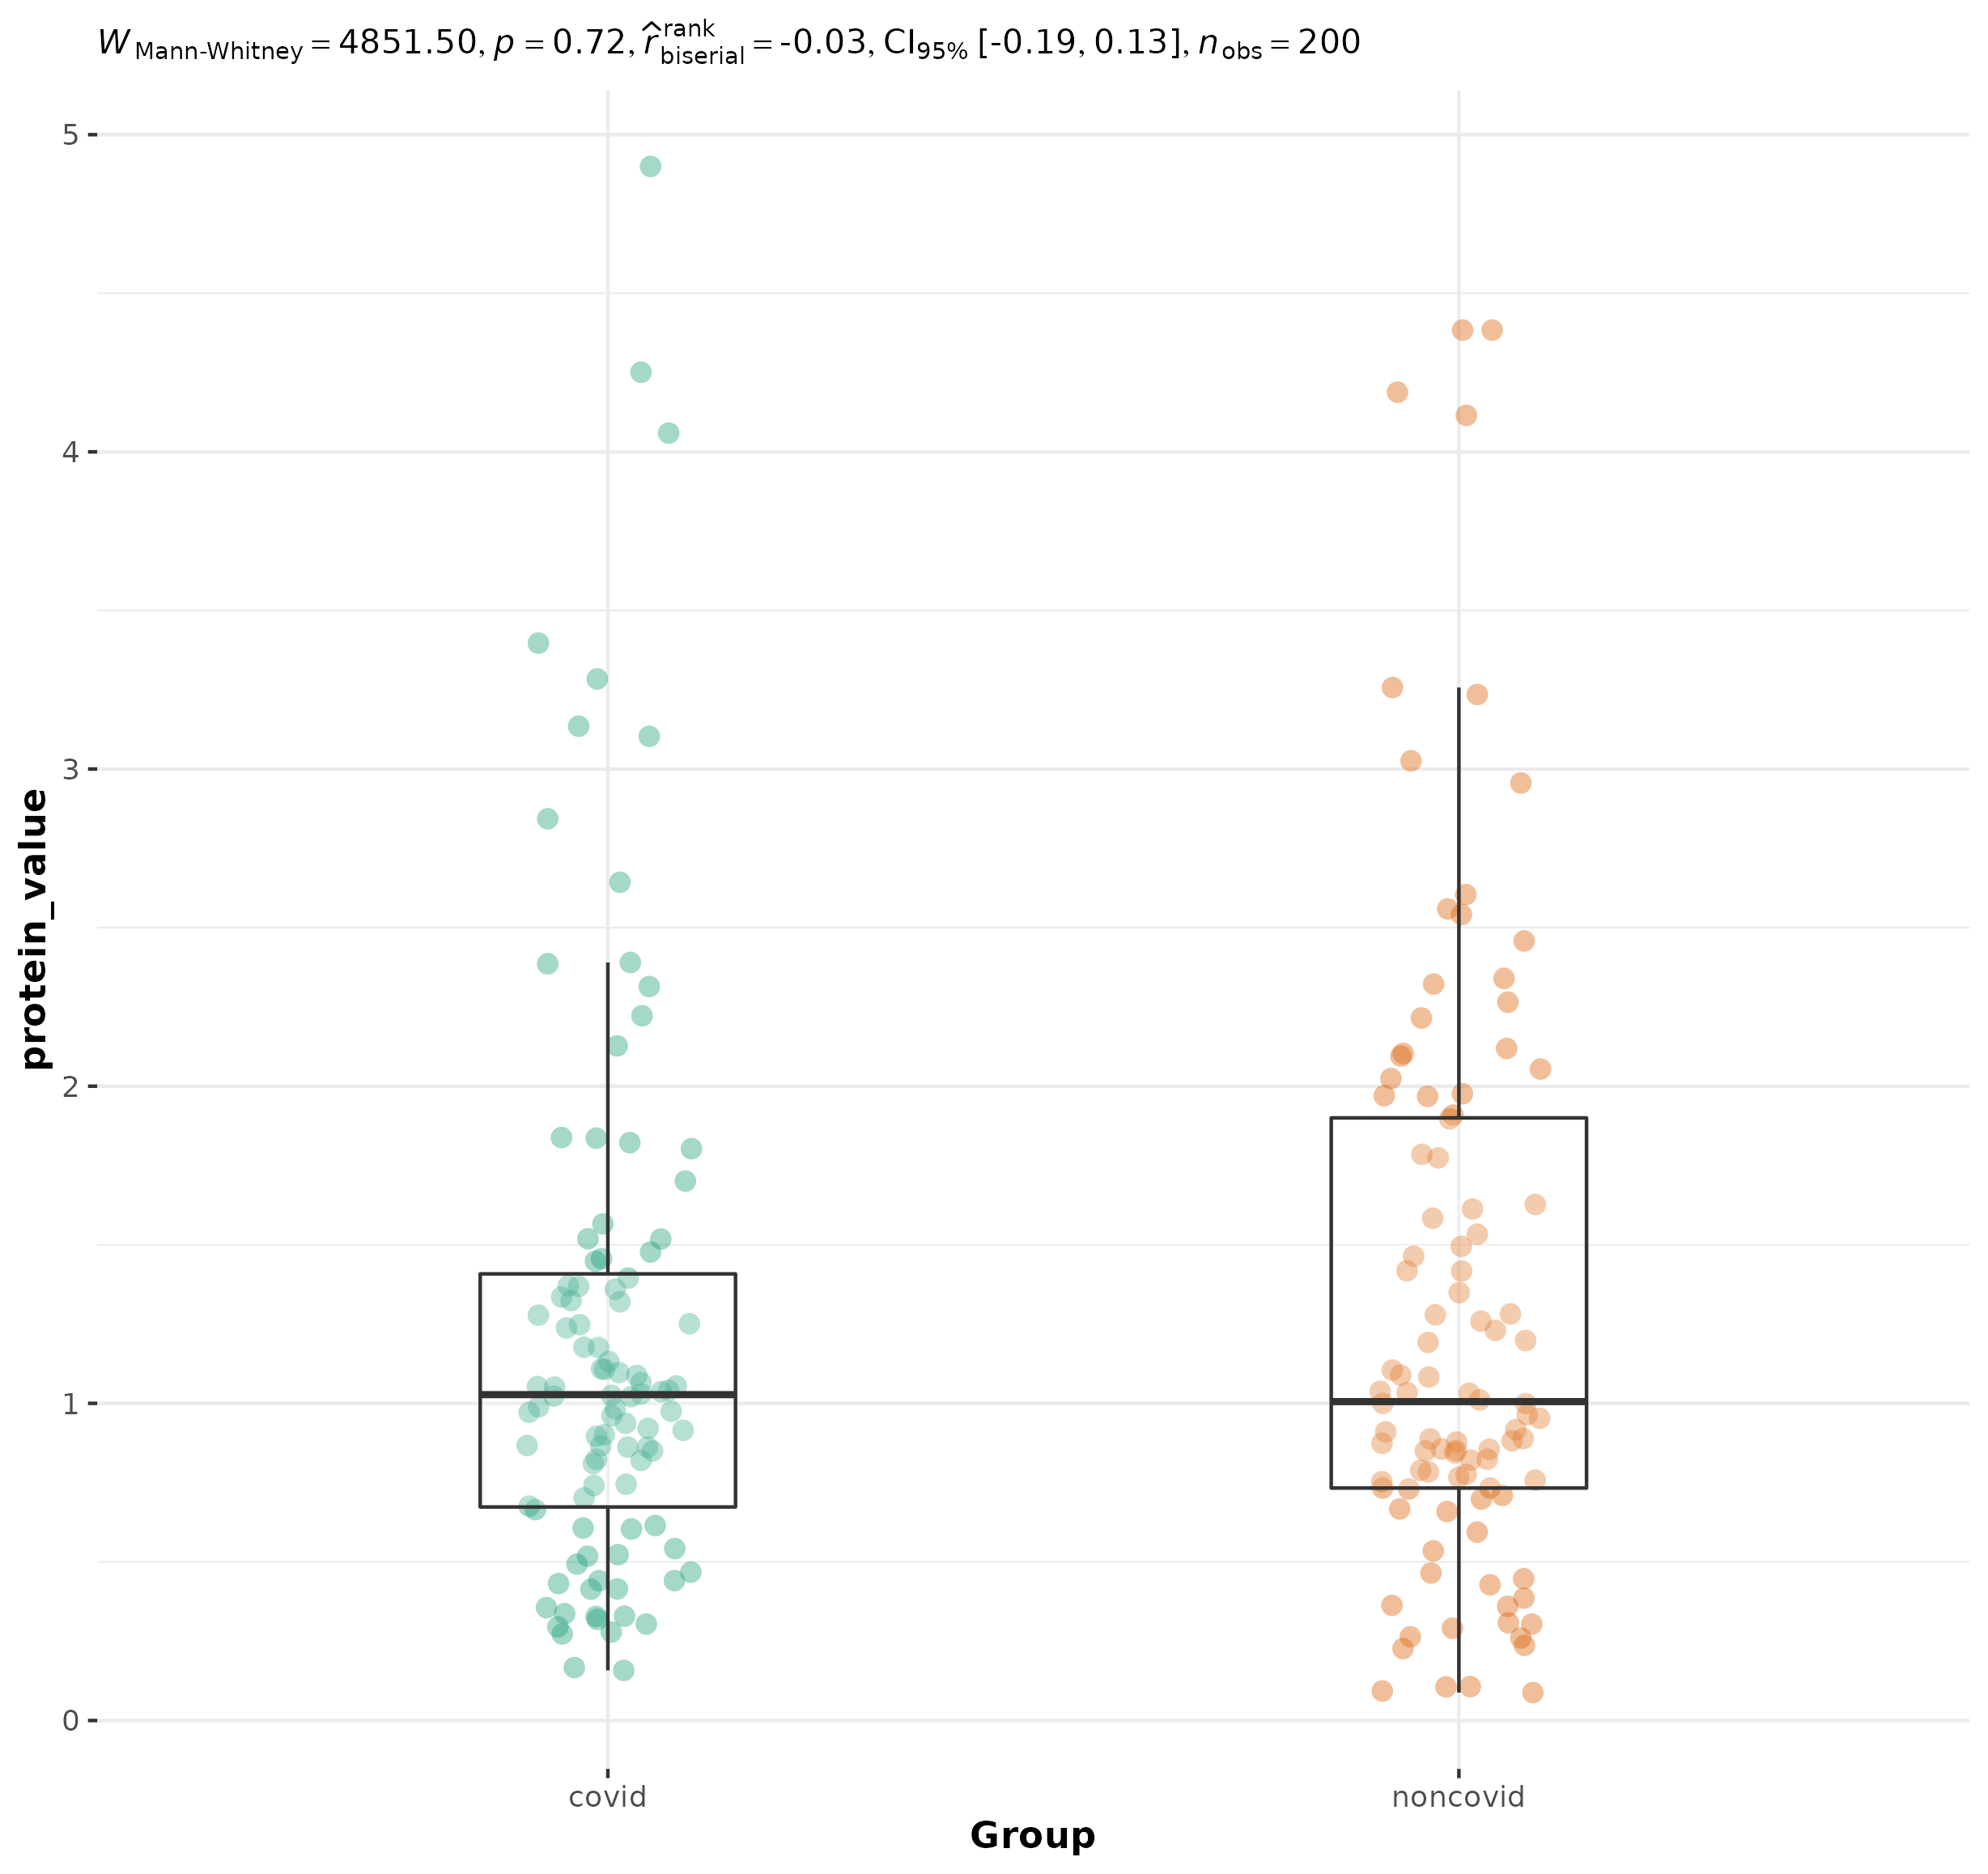 W Mann-Whitney = 4851.50, p = 0.72, r̂ rank biserial = -0.03, CI95% [-0.19, 0.13], nobs = 200
5
4
3
2
1
0
protein_value
covid noncovid
Group